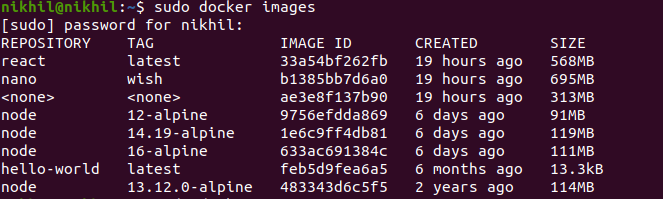 nikhil@nikhil:~$ sudo docker images
[sudo] password for nikhil:
REPOSITORY TAG IMAGE ID CREATED SIZE
react latest 33a54bf262fb 19 hours ago 568MB
nano wish b1385bb7d6a0 19 hours ago 695MB
<none> <none> ae3e8f137b90 19 hours ago 313MB
node 12-alpine 9756efdda869 6 days ago 91MB
node 14.19-alpine 1e6c9ff4db81 6 days ago 119MB
node 16-alpine 633ac691384c 6 days ago 111MB
hello-world latest feb5d9fea6a5 6 months ago 13.3kB
node 13.12.0-alpine 483343d6c5f5 2 years ago 114MB